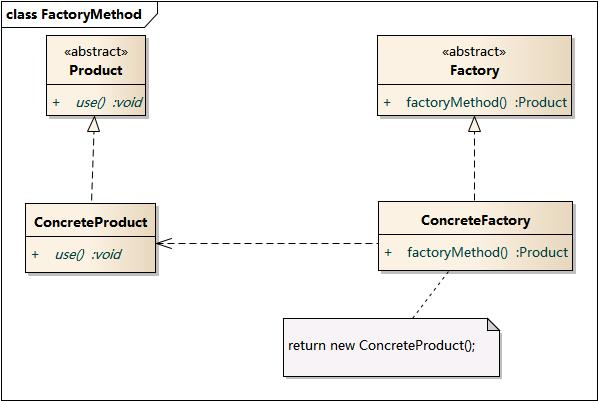 class FactoryMethod
«abstract»
Product
+ use() :void
«abstract»
Factory
+ factoryMethod() :Product
ConcreteProduct
+ use() :void
ConcreteFactory
+ factoryMethod() :Product
return new ConcreteProduct();